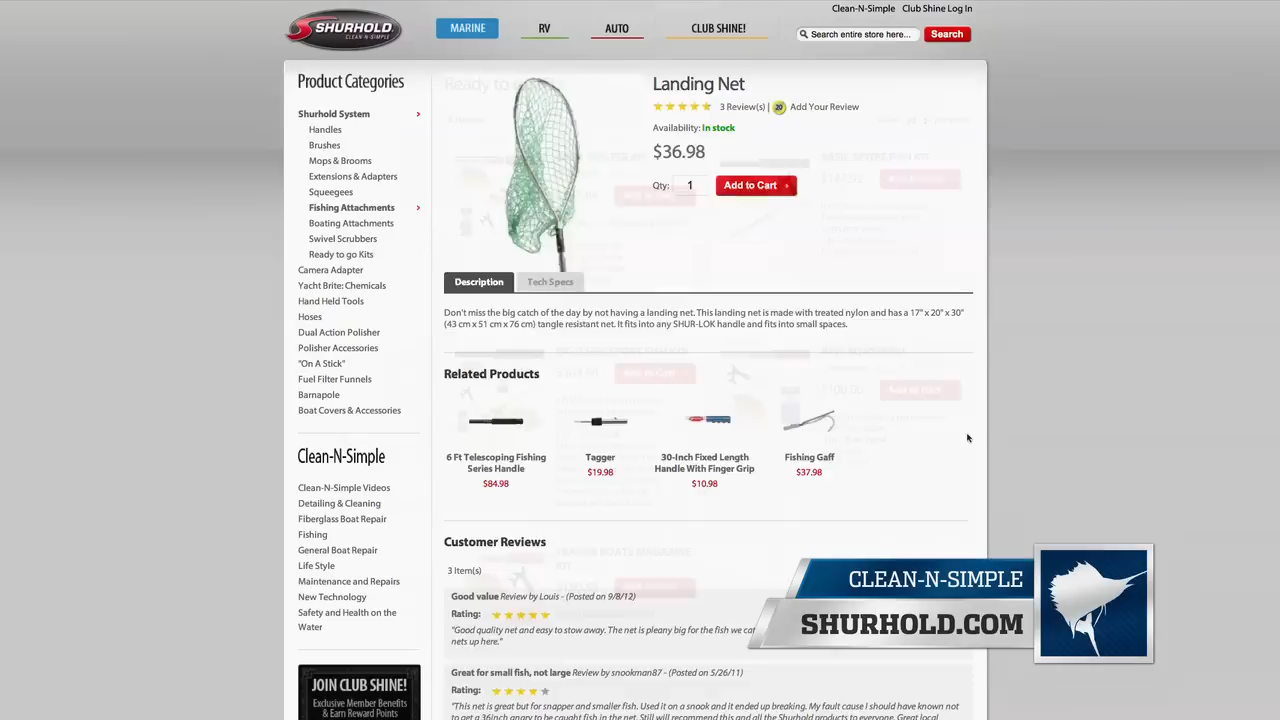 Clean-N-Simple Club Shine Log In
SHURHOLD
CLEAN N SIMPLE
MARINE RV AUTO CLUB SHINE!
Search entire store here... Search
Product Categories
Shurhold System
Handles
Brushes
Mops & Brooms
Extensions & Adapters
Squeegees
Fishing Attachments
Boating Attachments
Swivel Scrubbers
Ready to go Kits
Camera Adapter
Yacht Brite: Chemicals
Hand Held Tools
Hoses
Dual Action Polisher
Polisher Accessories
"On A Stick"
Fuel Filter Funnels
Barnapole
Boat Covers & Accessories
Clean-N-Simple
Clean-N-Simple Videos
Detailing & Cleaning
Fiberglass Boat Repair
Fishing
General Boat Repair
Life Style
Maintenance and Repairs
New Technology
Safety and Health on the
Water
JOIN CLUB SHINE!
Exclusive Member Benefits
& Earn Reward Points
Landing Net
3 Review(s) | 20 Add Your Review
Availability: In stock
$36.98
Qty: 1 Add to Cart
Description Tech Specs
Don't miss the big catch of the day by not having a landing net. This landing net is made with treated nylon and has a 17" x 20" x 30"
(43 cm x 51 cm x 76 cm) tangle resistant net. It fits into any SHUR-LOK handle and fits into small spaces.
Related Products
6 Ft Telescoping Fishing
Series Handle
$84.98
Tagger
$19.98
30-Inch Fixed Length
Handle With Finger Grip
$10.98
Fishing Gaff
$37.98
Customer Reviews
3 Item(s)
Good value Review by Louis - (Posted on 9/8/12)
Rating:
"Good quality net and easy to stow away. The net is pleany big for the fish we cat
nets up here."
Great for small fish, not large Review by snookman87 - (Posted on 5/26/11)
Rating:
"This net is great but for snapper and smaller fish. Used it on a snook and it ended up breaking. My fault cause I should have known not
to get a 36inch angry to be caught fish in the net. Still will recommend this and all the Shurhold products to everyone. Great local
CLEAN-N-SIMPLE
SHURHOLD.COM